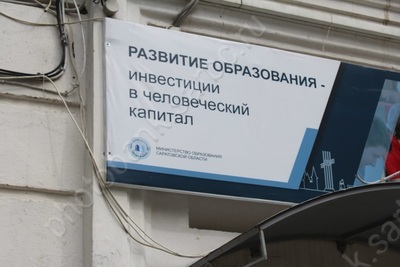 РАЗВИТИЕ ОБРАЗОВАНИЯ -
инвестиции
в человеческий
капитал
МИНИСТЕРСТВО ОБРАЗОВАНИЯ
САРАТОВСКОЙ ОБЛАСТИ